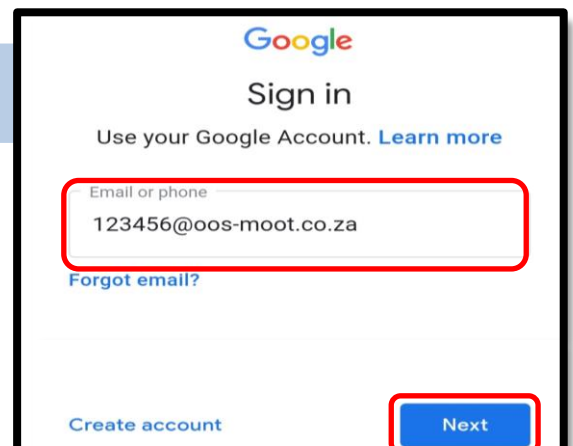 Google
Sign in
Use your Google Account. Learn more
Email or phone
123456@oos-moot.co.za
Forgot email?
Create account
Next